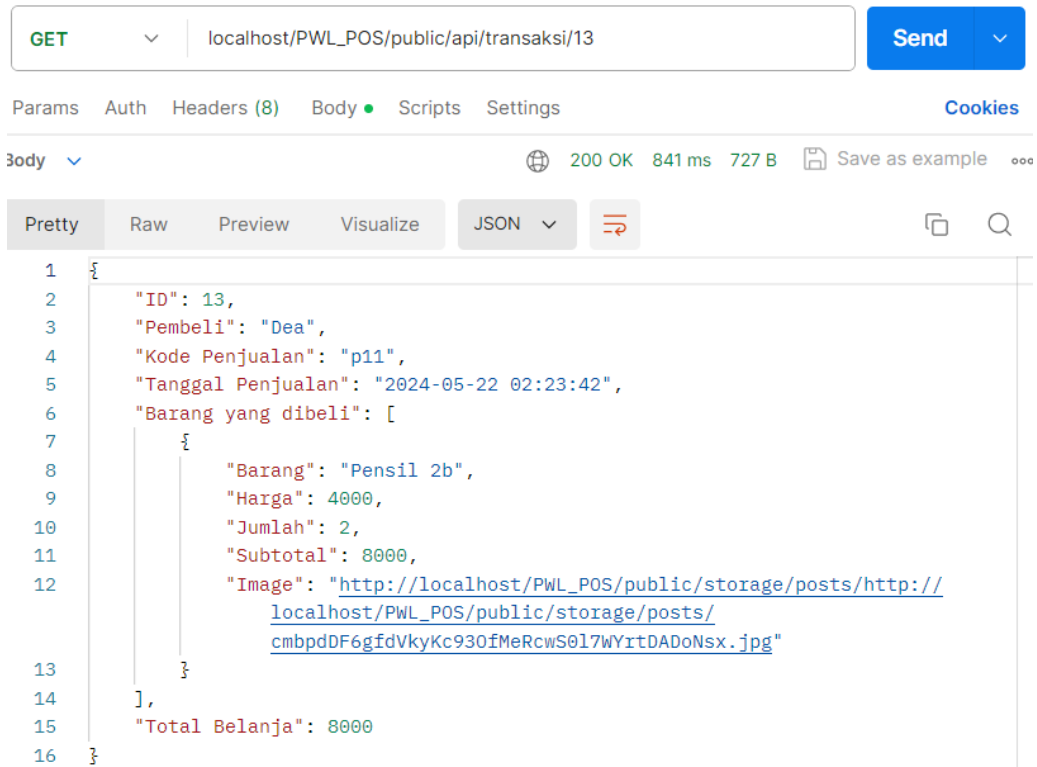 GET localhost/PWL_POS/public/api/transaksi/13 Send
Params Auth Headers (8) Body Scripts Settings Cookies
Body 200 OK 841 ms 727 B Save as example
Pretty Raw Preview Visualize JSON
1 {
2 "ID": 13,
3 "Pembeli": "Dea",
4 "Kode Penjualan": "p11",
5 "Tanggal Penjualan": "2024-05-22 02:23:42",
6 "Barang yang dibeli": [
7 {
8 "Barang": "Pensil 2b",
9 "Harga": 4000,
10 "Jumlah": 2,
11 "Subtotal": 8000,
12 "Image": "http://localhost/PWL_POS/public/storage/posts/http://
localhost/PWL_POS/public/storage/posts/
cmbpdDF6gfdVkyKc93OfMeRcwS0l7WYrtDADoNsx.jpg"
13 }
14 ],
15 "Total Belanja": 8000
16 }